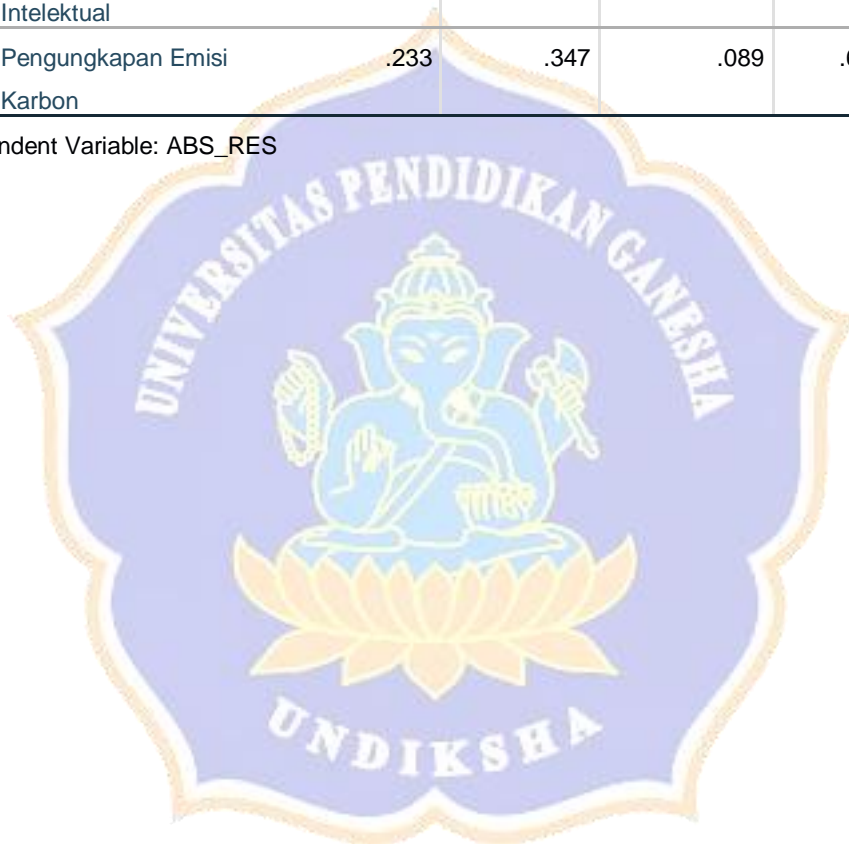 Intelektual
Pengungkapan Emisi .233 .347 .089
Karbon
ndent Variable: ABS_RES
UNIVERSITAS PENDIDIKAN GANESHA
UNDIKSHA